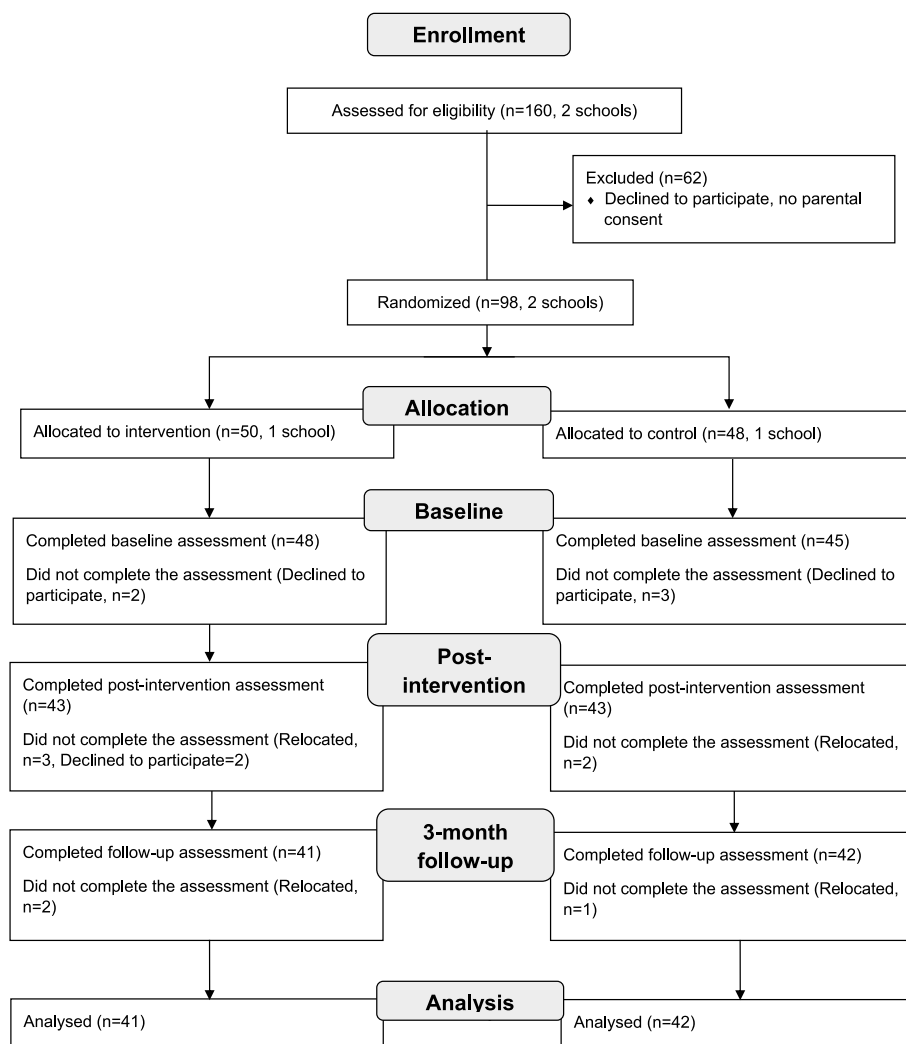 Enrollment
Assessed for eligibility (n=160, 2 schools)
Excluded (n=62)
♦ Declined to participate, no parental
consent
Randomized (n=98, 2 schools)
Allocation
Allocated to intervention (n=50, 1 school)
Allocated to control (n=48, 1 school)
Baseline
Completed baseline assessment (n=48)
Did not complete the assessment (Declined to
participate, n=2)
Completed baseline assessment (n=45)
Did not complete the assessment (Declined to
participate, n=3)
Post-
intervention
Completed post-intervention assessment
(n=43)
Did not complete the assessment (Relocated,
n=3, Declined to participate=2)
Completed post-intervention assessment
(n=43)
Did not complete the assessment (Relocated,
n=2)
3-month
follow-up
Completed follow-up assessment (n=41)
Did not complete the assessment (Relocated,
n=2)
Completed follow-up assessment (n=42)
Did not complete the assessment (Relocated,
n=1)
Analysis
Analysed (n=41)
Analysed (n=42)